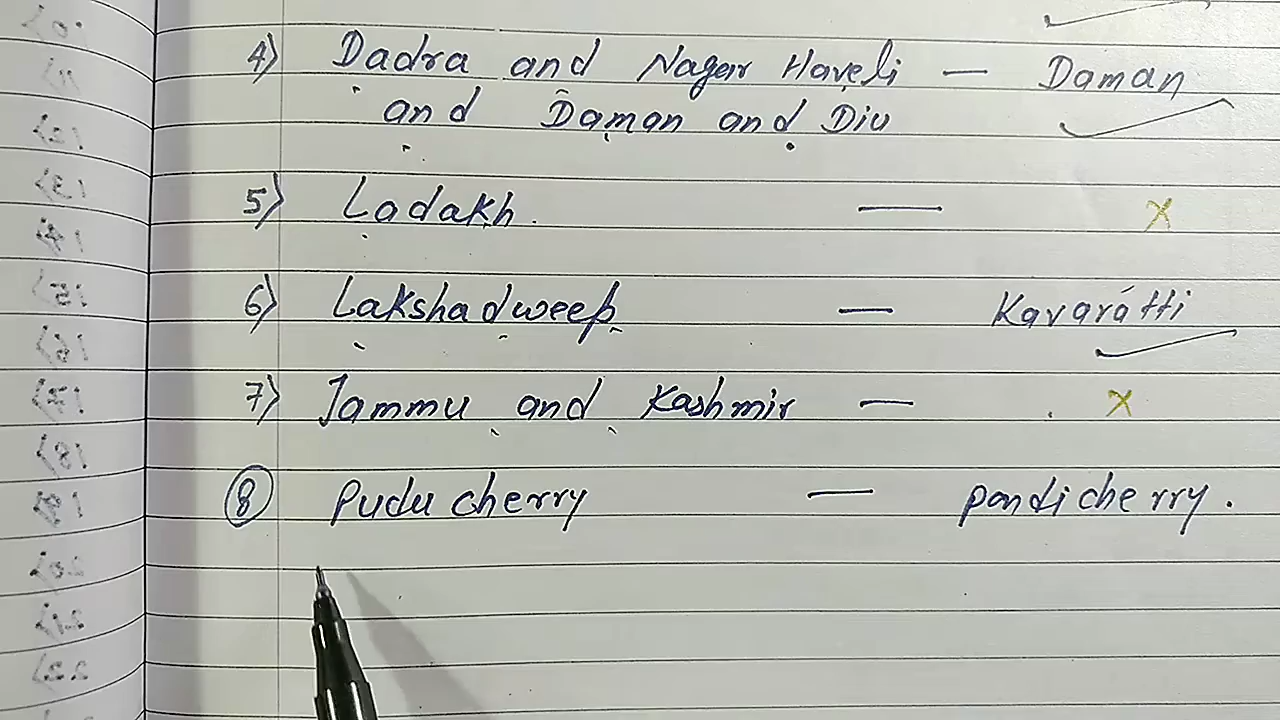 4) Dadra and Nagar Haveli — Daman
and Daman and Diu
5) Ladakh. — x
6) Lakshadweep — Kavarátti
7) Jammu and Kashmir — x
8 Puducherry — pondicherry.